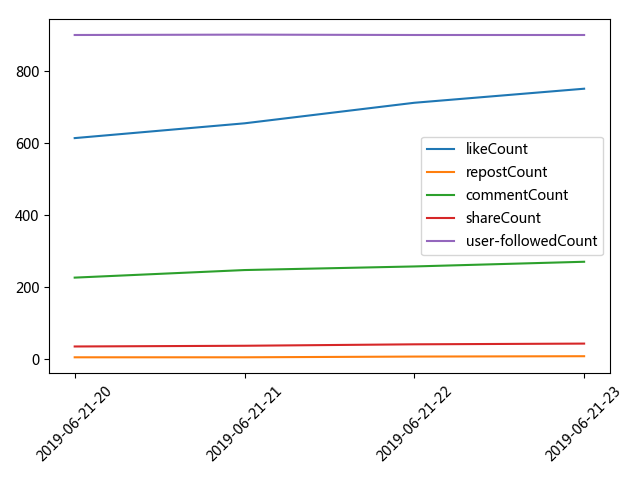 800
600
400
200
0
likeCount
repostCount
commentCount
shareCount
user-followedCount
2019-06-21-20
2019-06-21-21
2019-06-21-22
2019-06-21-23